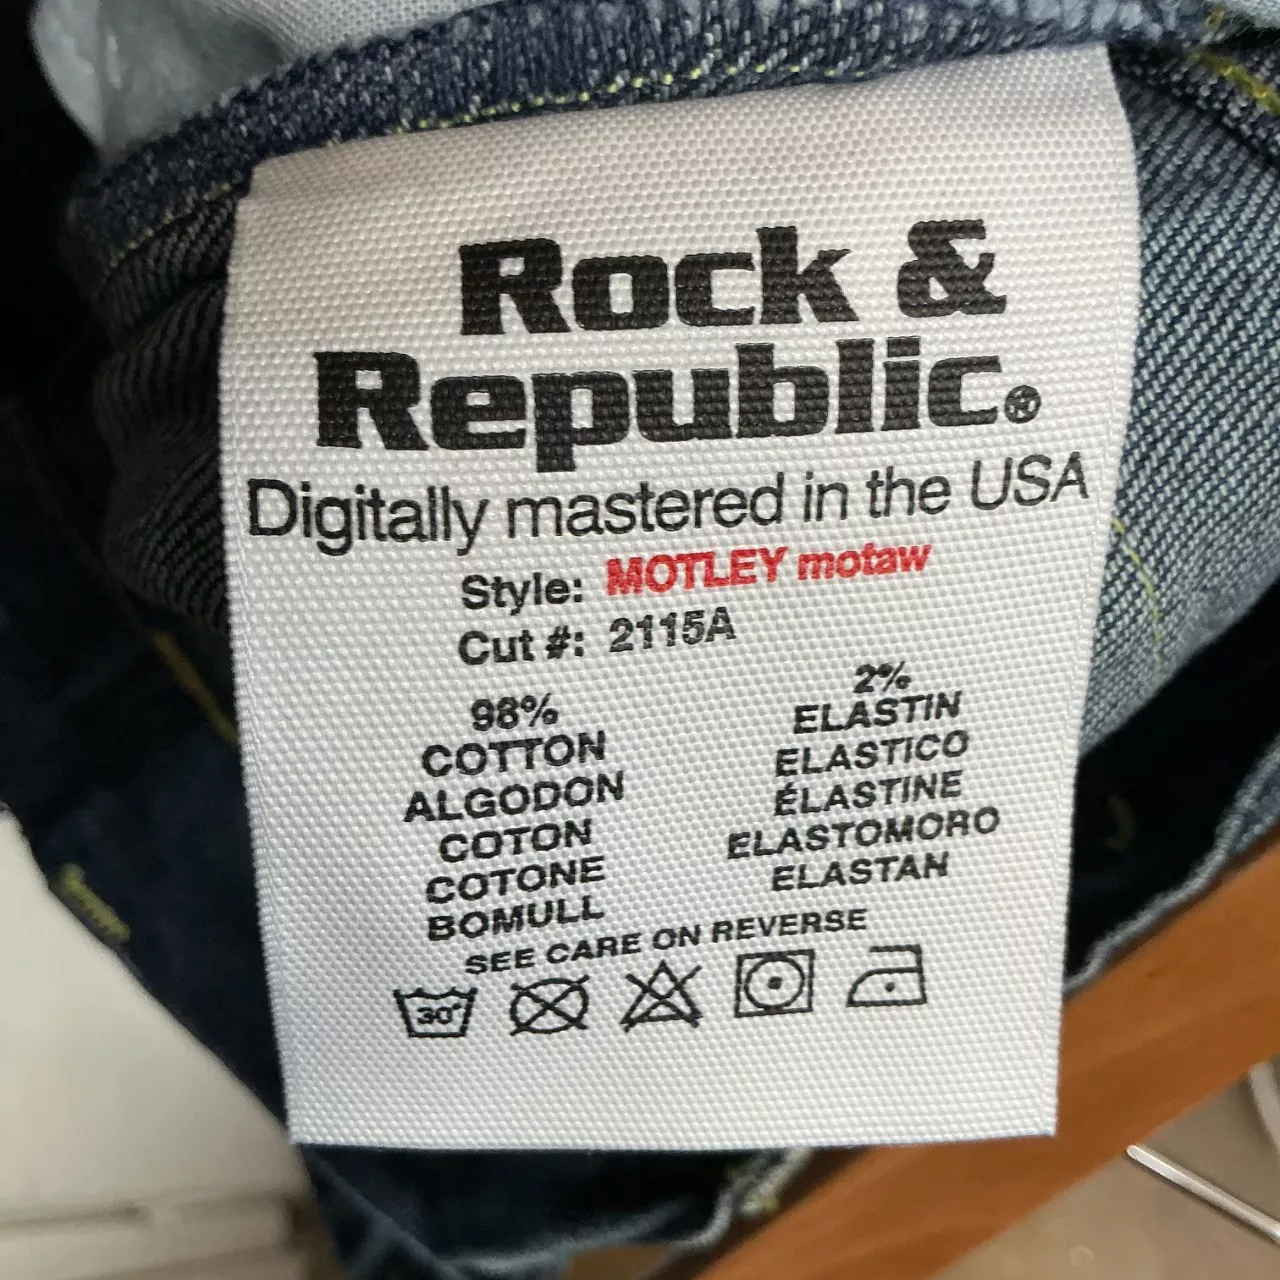 Rock &
Republic®
Digitally mastered in the USA
Style: MOTLEY motaw
Cut #: 2115A
98%
COTTON
ALGODON
COTON
COTONE
BOMULL
2%
ELASTIN
ELASTICO
ÉLASTINE
ELASTOMORO
ELASTAN
SEE CARE ON REVERSE
30°